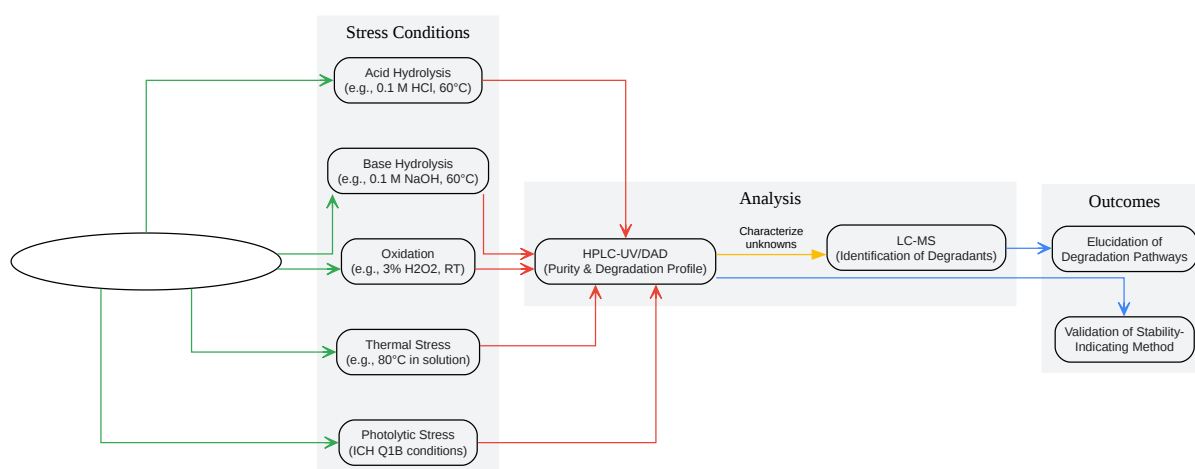 Stress Conditions
Acid Hydrolysis
(e.g., 0.1 M HCl, 60°C)
Base Hydrolysis
(e.g., 0.1 M NaOH, 60°C)
Oxidation
(e.g., 3% H2O2, RT)
Thermal Stress
(e.g., 80°C in solution)
Photolytic Stress
(ICH Q1B conditions)
Analysis
HPLC-UV/DAD
(Purity & Degradation Profile)
Characterize
unknowns
LC-MS
(Identification of Degradants)
Outcomes
Elucidation of
Degradation Pathways
Validation of Stability-
Indicating Method